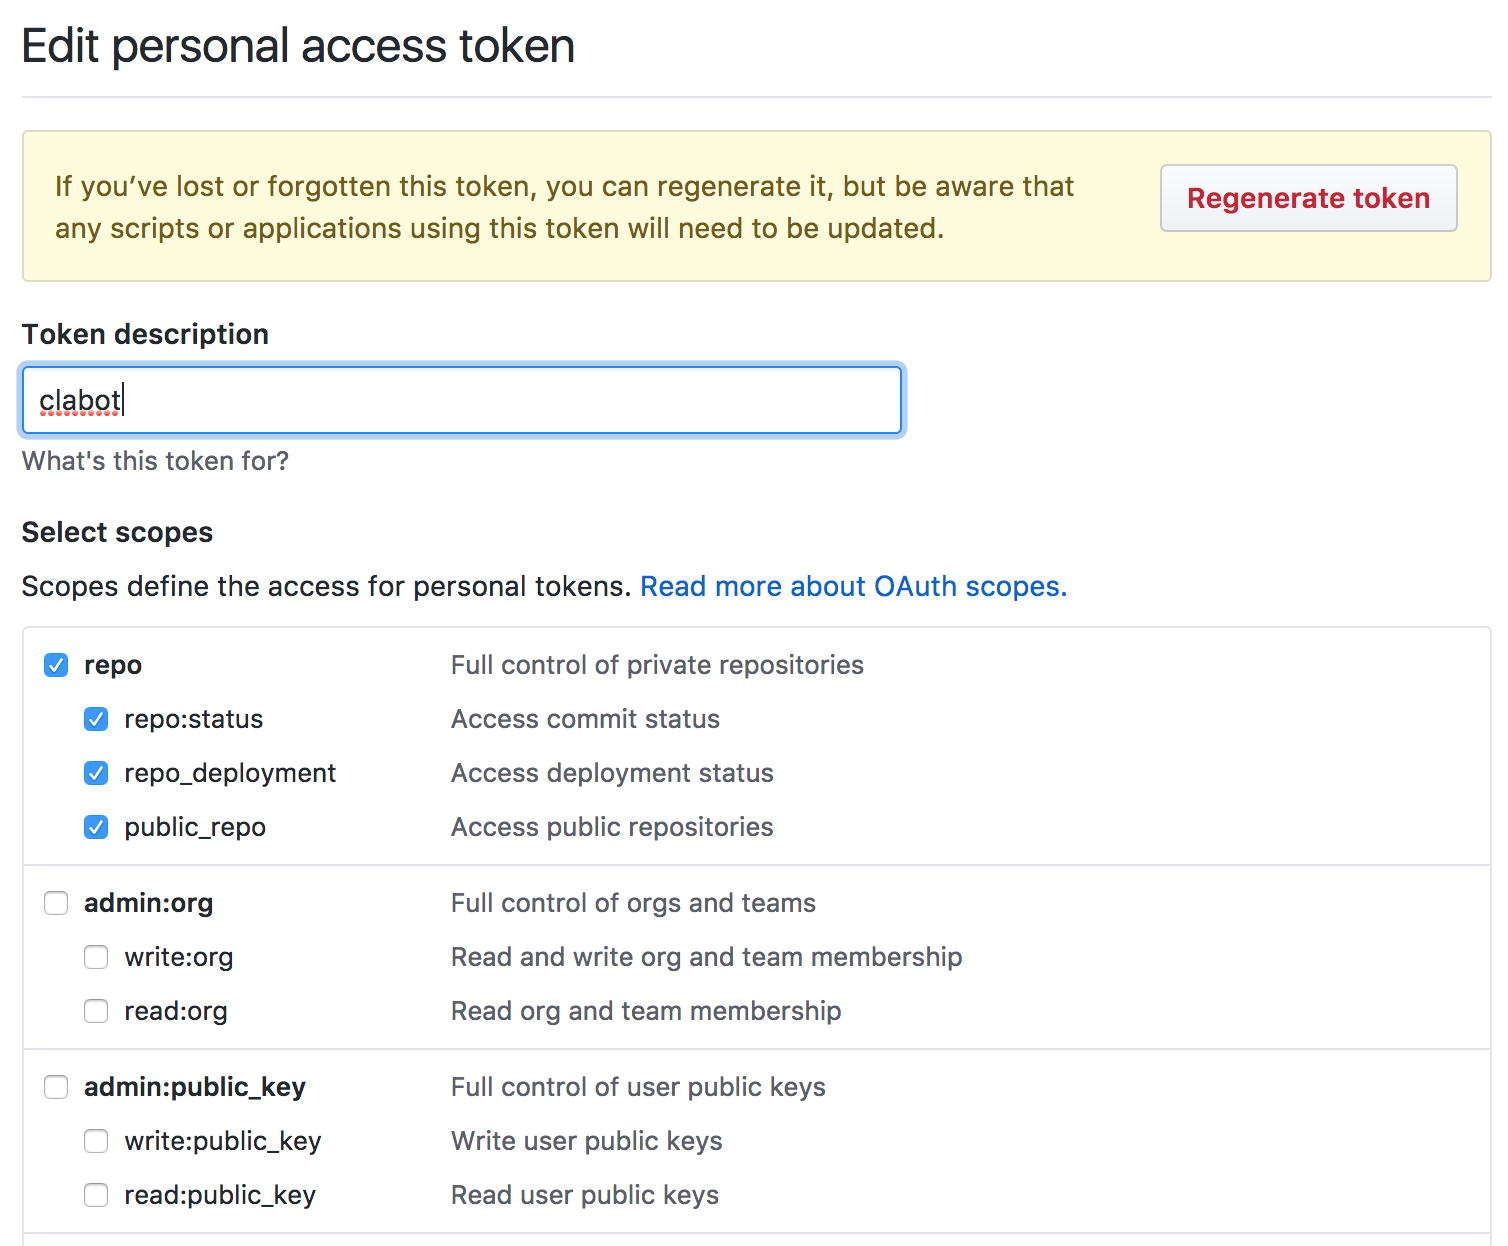 Edit personal access token
If you’ve lost or forgotten this token, you can regenerate it, but be aware that
any scripts or applications using this token will need to be updated.
Regenerate token
Token description
clabot
What's this token for?
Select scopes
Scopes define the access for personal tokens. Read more about OAuth scopes.
repo Full control of private repositories
repo:status Access commit status
repo_deployment Access deployment status
public_repo Access public repositories
admin:org Full control of orgs and teams
write:org Read and write org and team membership
read:org Read org and team membership
admin:public_key Full control of user public keys
write:public_key Write user public keys
read:public_key Read user public keys